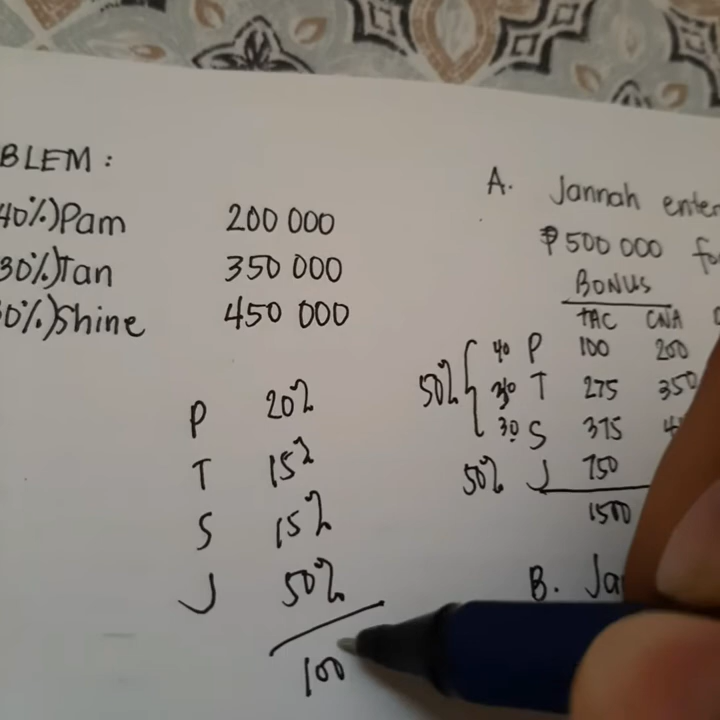 BLEM:
40%)Pam 200 000
30%)Tan 350 000
0%)Shine 450 000
P 20%
T 15%
S 15%
J 50%
100
A. Jannah enter
₱500 000 fo
BONUS
TAC CNA
50% { 40 P 100 200
30 T 275 350
30 S 375 4
50% J 750
1500
B. Ja